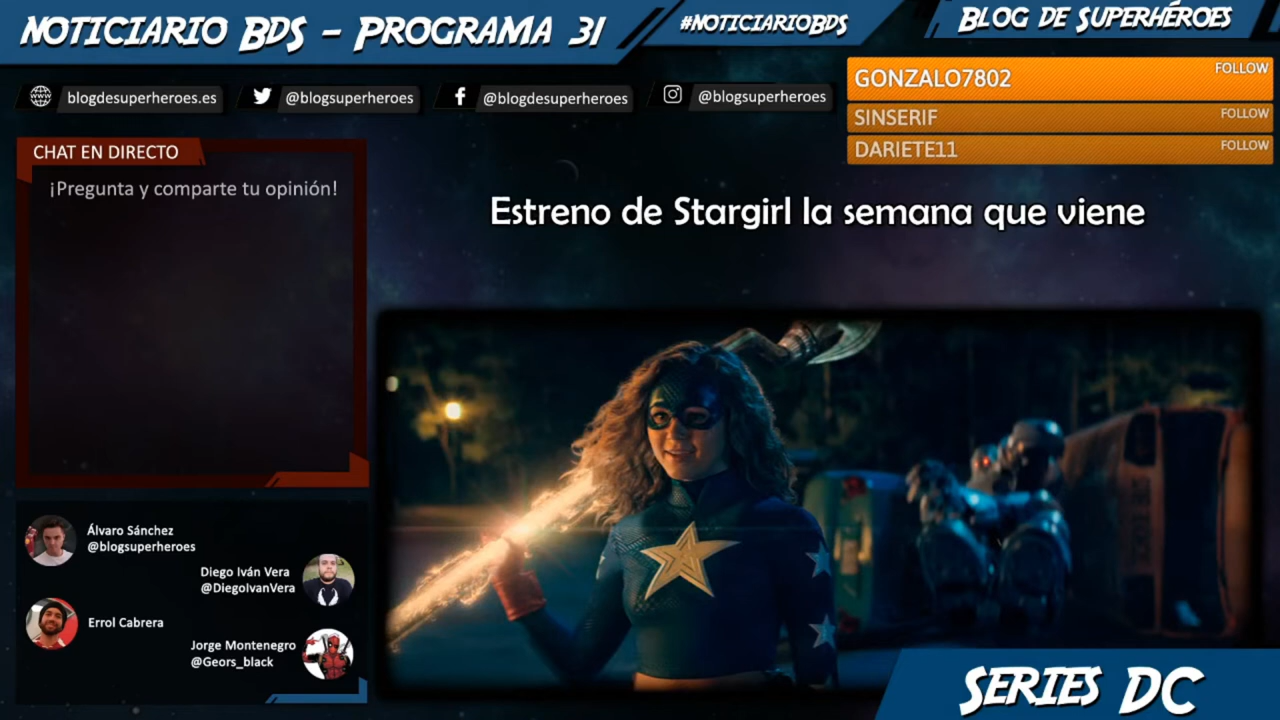 NOTICIARIO BDS - PROGRAMA 31
#NOTICIARIOBDS
BLOG DE SUPERHÉROES
blogdesuperheroes.es
@blogsuperheroes
@blogdesuperheroes
@blogsuperheroes
GONZALO7802 FOLLOW
SINSERIF FOLLOW
DARIETE11 FOLLOW
CHAT EN DIRECTO
¡Pregunta y comparte tu opinión!
Estreno de Stargirl la semana que viene
Álvaro Sánchez
@blogsuperheroes
Diego Iván Vera
@DiegoIvanVera
Errol Cabrera
Jorge Montenegro
@Geors_black
SERIES DC